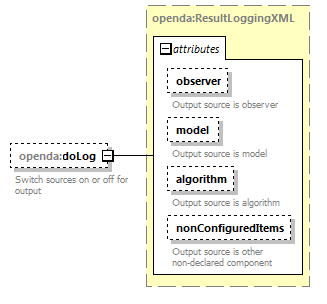 openda:ResultLoggingXML
attributes
observer
Output source is observer
model
Output source is model
algorithm
Output source is algorithm
nonConfiguredItems
Output source is other
non-declared component
openda:doLog
Switch sources on or off for
output